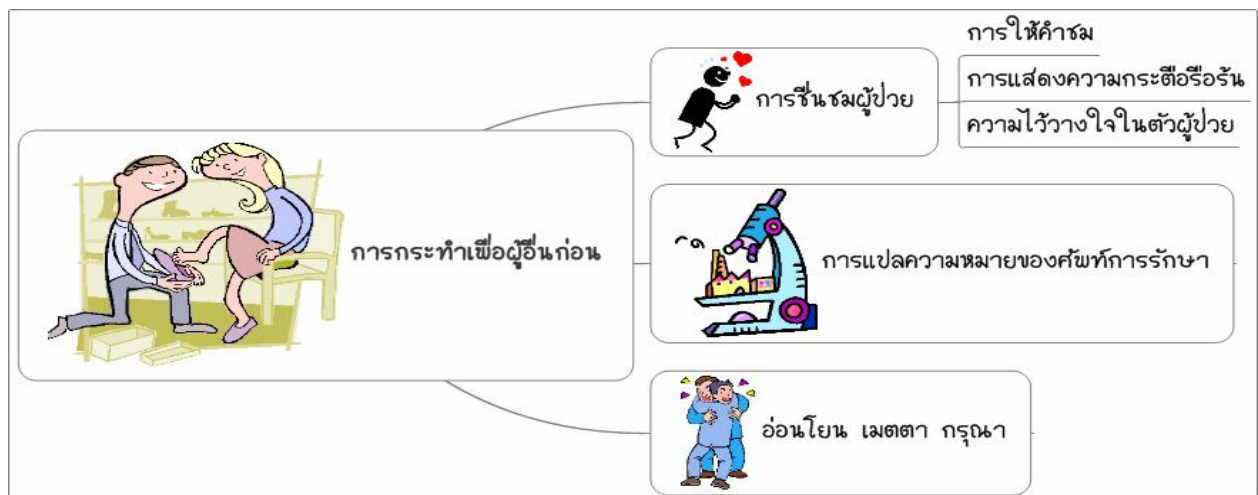 การกระทำเพื่อผู้อื่นก่อน
การชื่นชมผู้ป่วย
การให้คำชม
การแสดงความกระตือรือร้น
ความไว้วางใจในตัวผู้ป่วย
การแปลความหมายของศัพท์การรักษา
อ่อนโยน เมตตา กรุณา